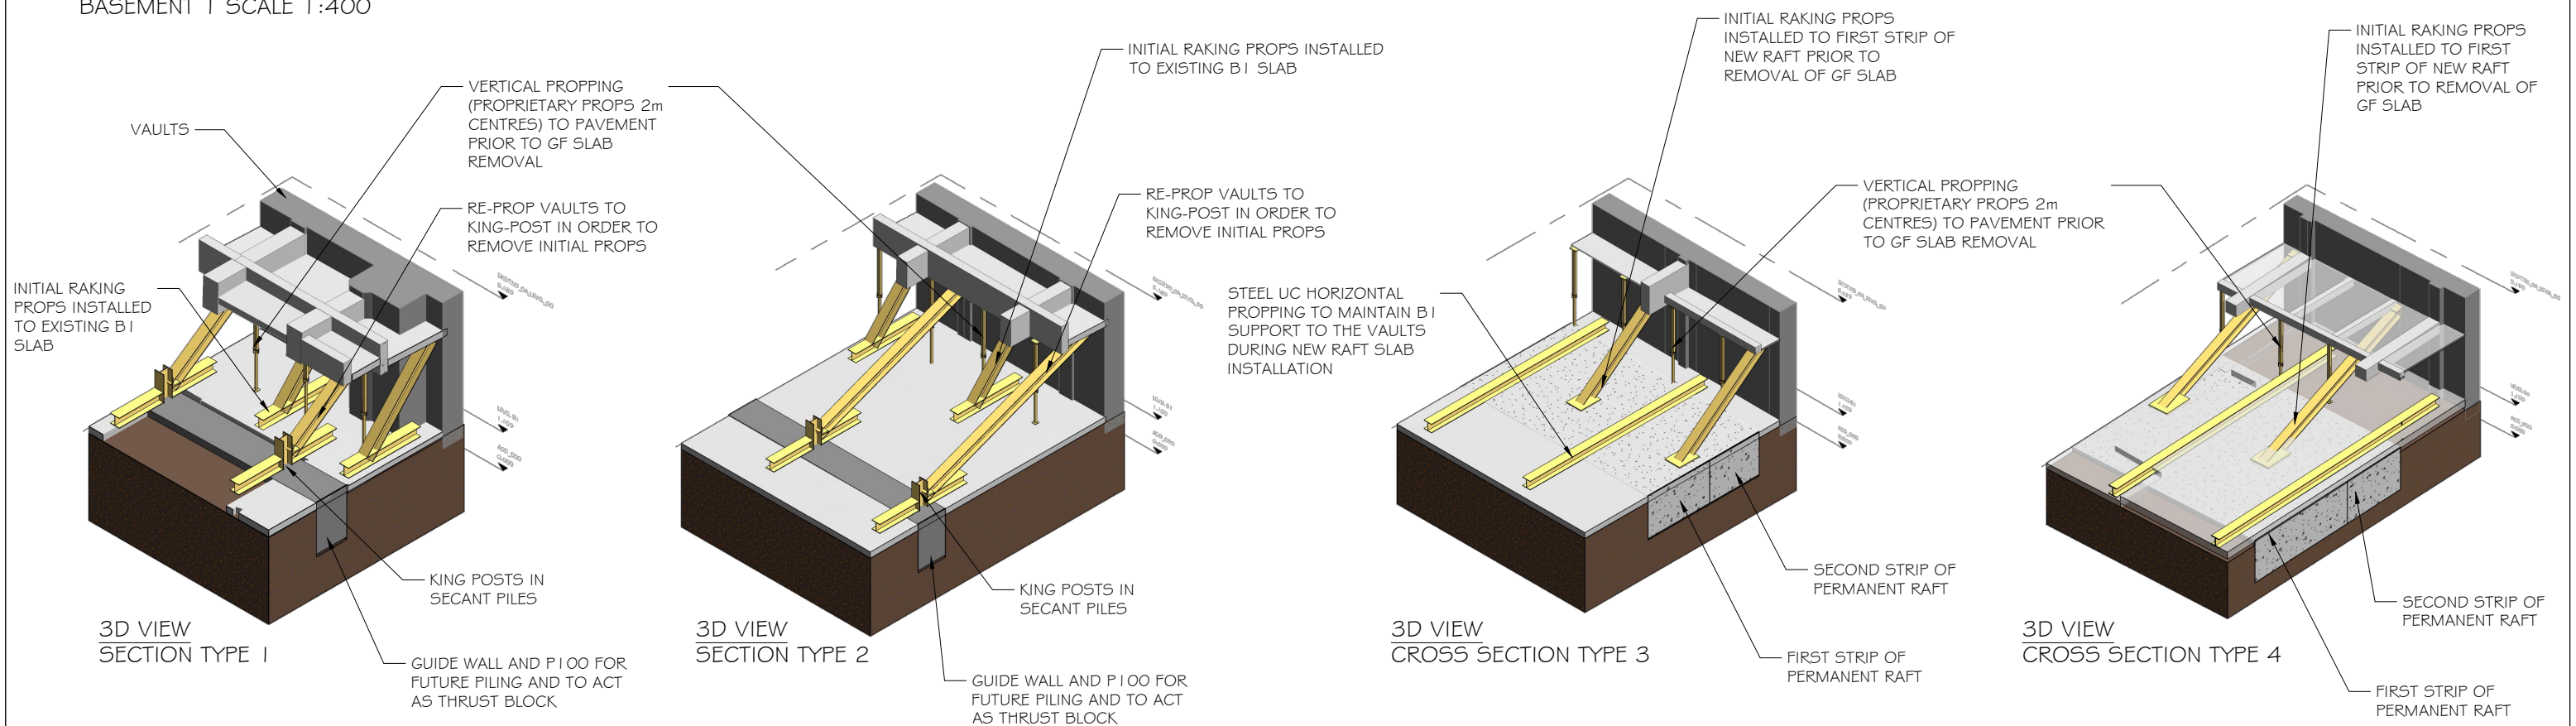 BASEMENT 1 SCALE 1:400
VAULTS
VERTICAL PROPPING
(PROPRIETARY PROPS 2m
CENTRES) TO PAVEMENT
PRIOR TO GF SLAB
REMOVAL
RE-PROP VAULTS TO
KING-POST IN ORDER TO
REMOVE INITIAL PROPS
INITIAL RAKING
PROPS INSTALLED
TO EXISTING B1
SLAB
KING POSTS IN
SECANT PILES
GUIDE WALL AND P100 FOR
FUTURE PILING AND TO ACT
AS THRUST BLOCK
3D VIEW
SECTION TYPE 1
INITIAL RAKING PROPS INSTALLED
TO EXISTING B1 SLAB
RE-PROP VAULTS TO
KING-POST IN ORDER TO
REMOVE INITIAL PROPS
KING POSTS IN
SECANT PILES
GUIDE WALL AND P100 FOR
FUTURE PILING AND TO ACT
AS THRUST BLOCK
3D VIEW
SECTION TYPE 2
INITIAL RAKING PROPS
INSTALLED TO FIRST STRIP OF
NEW RAFT PRIOR TO
REMOVAL OF GF SLAB
STEEL UC HORIZONTAL
PROPPING TO MAINTAIN B1
SUPPORT TO THE VAULTS
DURING NEW RAFT SLAB
INSTALLATION
VERTICAL PROPPING
(PROPRIETARY PROPS 2m
CENTRES) TO PAVEMENT PRIOR
TO GF SLAB REMOVAL
SECOND STRIP OF
PERMANENT RAFT
FIRST STRIP OF
PERMANENT RAFT
3D VIEW
CROSS SECTION TYPE 3
INITIAL RAKING PROPS
INSTALLED TO FIRST
STRIP OF NEW RAFT
PRIOR TO REMOVAL OF
GF SLAB
SECOND STRIP OF
PERMANENT RAFT
FIRST STRIP OF
PERMANENT RAFT
3D VIEW
CROSS SECTION TYPE 4